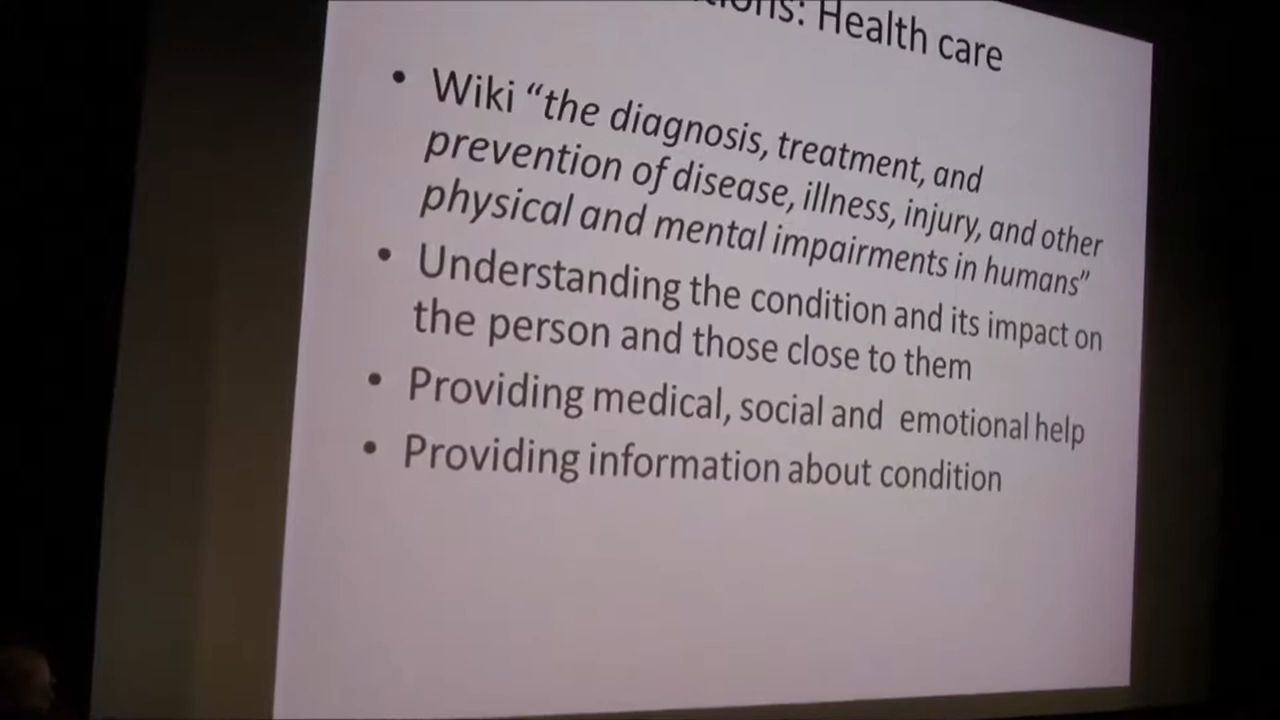 Health care
• Wiki “the diagnosis, treatment, and
prevention of disease, illness, injury, and other
physical and mental impairments in humans”
• Understanding the condition and its impact on
the person and those close to them
• Providing medical, social and emotional help
• Providing information about condition